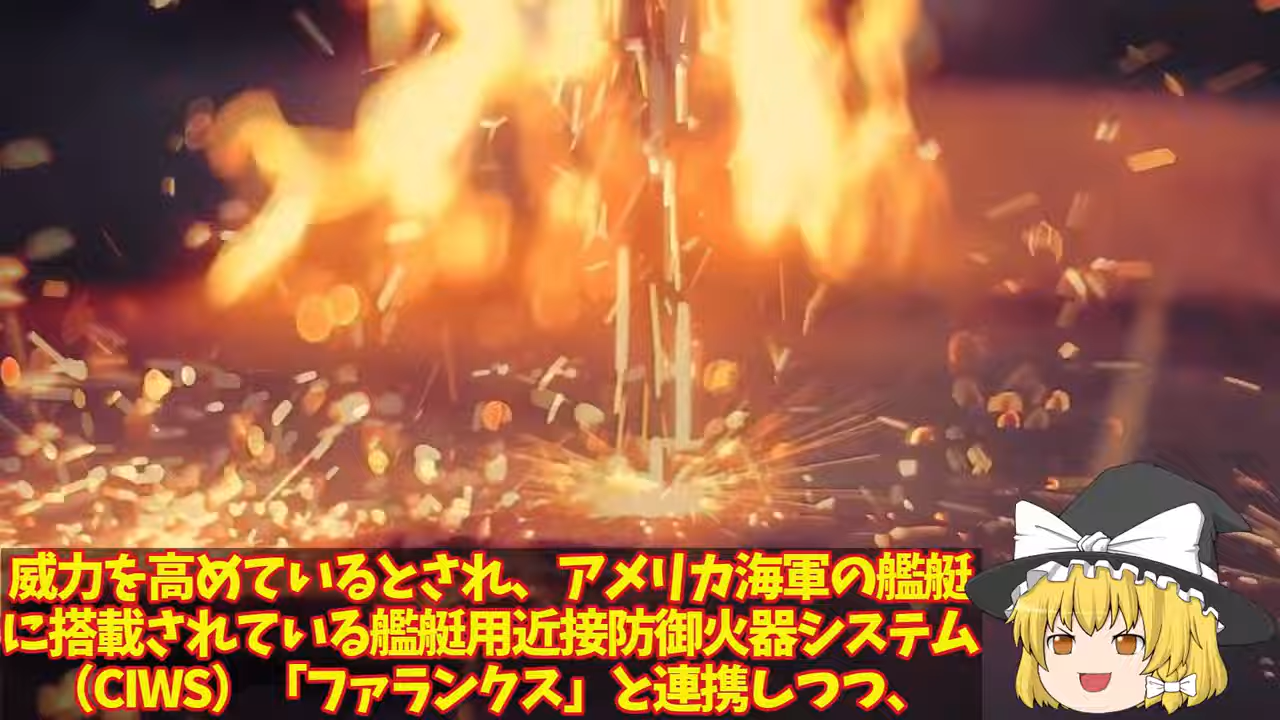 威力を高めているとされ、アメリカ海軍の艦艇
に搭載されている艦艇用近接防御火器システム
（CIWS）「ファランクス」と連携しつつ、